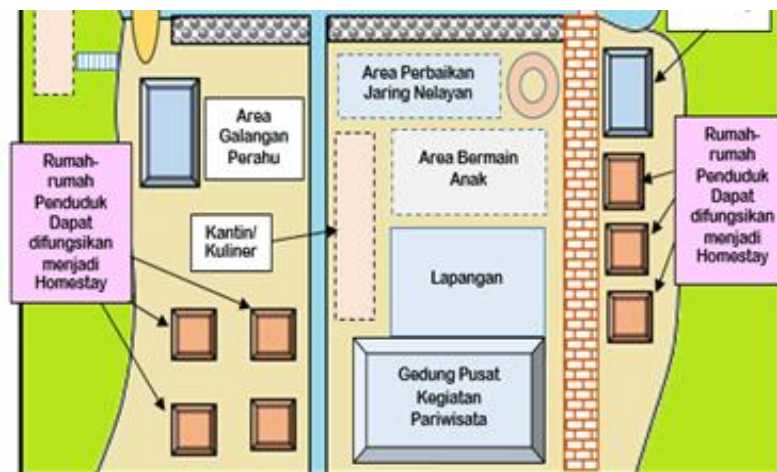 Area Perbaikan
Jaring Nelayan
Area
Galangan
Perahu
Rumah-
rumah
Penduduk
Dapat
difungsikan
menjadi
Homestay
Area Bermain
Anak
Rumah-
rumah
Penduduk
Dapat
difungsikan
menjadi
Homestay
Kantin/
Kuliner
Lapangan
Gedung Pusat
Kegiatan
Pariwisata